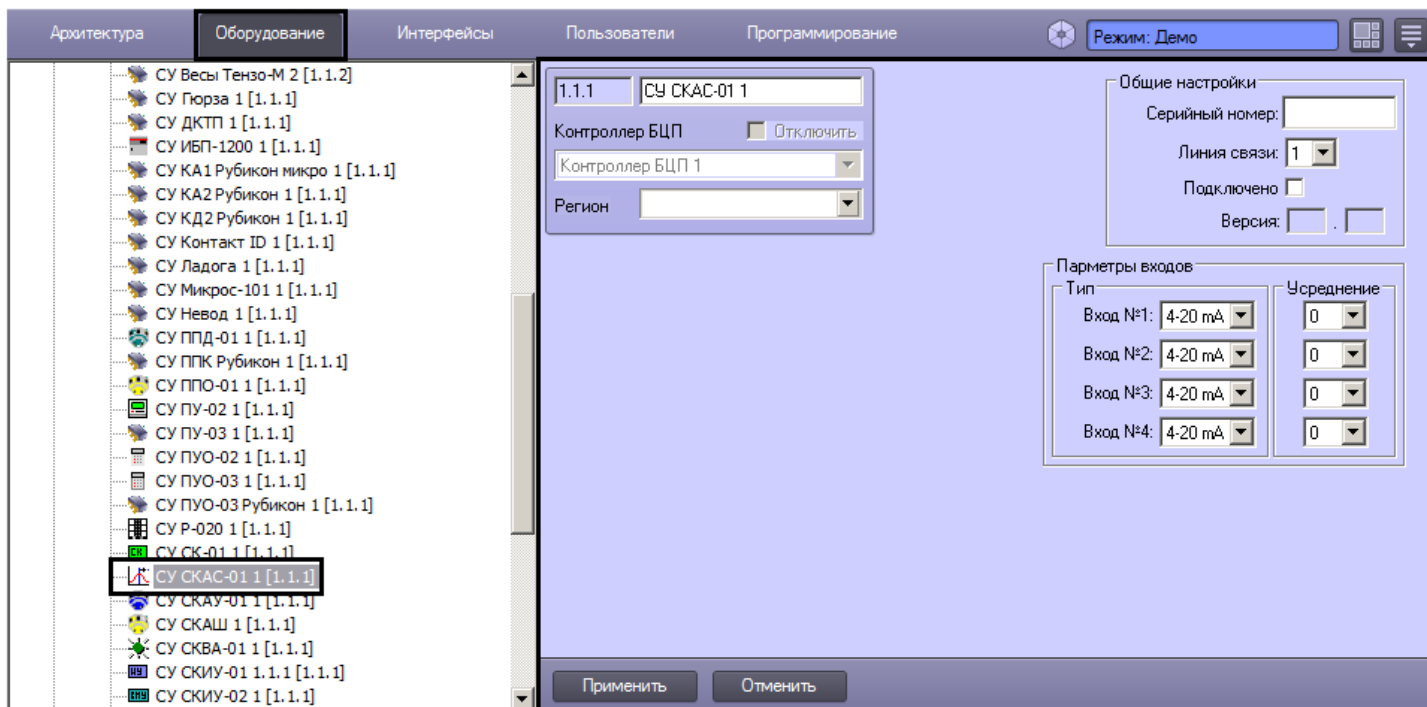 Архитектура Оборудование Интерфейсы Пользователи Программирование Режим: Демо
СУ Весы Тензо-М 2 [1.1.2]
СУ Гюрза 1 [1.1.1]
СУ ДКТП 1 [1.1.1]
СУ ИБП-1200 1 [1.1.1]
СУ КА1 Рубикон микро 1 [1.1.1]
СУ КА2 Рубикон 1 [1.1.1]
СУ КД2 Рубикон 1 [1.1.1]
СУ Контакт ID 1 [1.1.1]
СУ Ладога 1 [1.1.1]
СУ Микрос-101 1 [1.1.1]
СУ Невод 1 [1.1.1]
СУ ППД-01 1 [1.1.1]
СУ ППК Рубикон 1 [1.1.1]
СУ ППО-01 1 [1.1.1]
СУ ПУ-02 1 [1.1.1]
СУ ПУ-03 1 [1.1.1]
СУ ПУО-02 1 [1.1.1]
СУ ПУО-03 1 [1.1.1]
СУ ПУО-03 Рубикон 1 [1.1.1]
СУ Р-020 1 [1.1.1]
СК СУ СК-01 1 [1.1.1]
СУ СКАС-01 1 [1.1.1]
СУ СКАУ-01 1 [1.1.1]
СУ СКАШ 1 [1.1.1]
СУ СКВА-01 1 [1.1.1]
СУ СКИУ-01 1.1.1 [1.1.1]
СУ СКИУ-02 1 [1.1.1]
1.1.1 СУ СКАС-01 1
Контроллер БЦП Отключить
Контроллер БЦП 1
Регион
Общие настройки
Серийный номер:
Линия связи: 1
Подключено
Версия: .
Парметры входов
Тип Усреднение
Вход №1: 4-20 mA 0
Вход №2: 4-20 mA 0
Вход №3: 4-20 mA 0
Вход №4: 4-20 mA 0
Применить Отменить